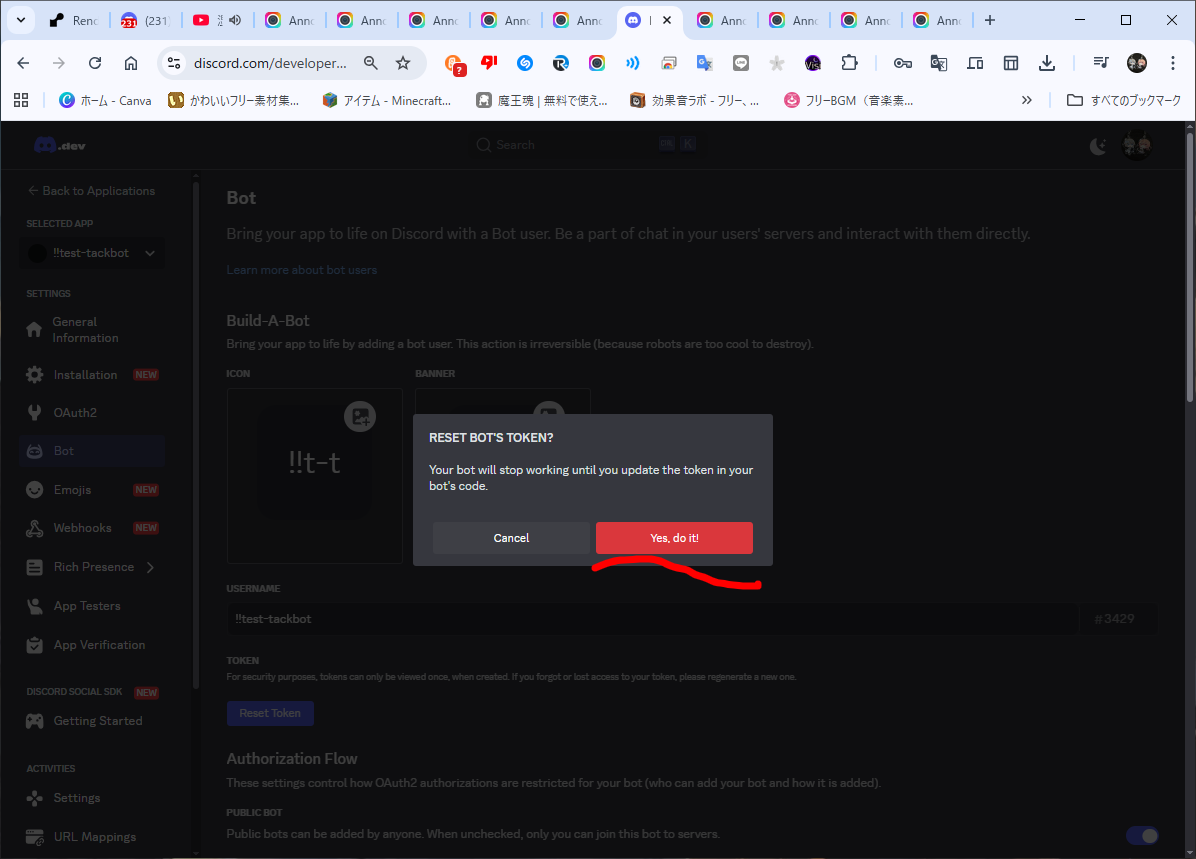 Renc
231
(231)
Anno
Anno
Anno
Anno
Anno
Anno
Anno
Anno
Anno
discord.com/developer...
ホーム - Canva
かわいいフリー素材集...
アイテム - Minecraft...
魔王魂 | 無料で使え...
効果音ラボ - フリー、...
フリーBGM（音楽素...
すべてのブックマーク
.dev
Search
K
Back to Applications
SELECTED APP
!!test-tackbot
SETTINGS
General
Information
Installation NEW
OAuth2
Bot
Emojis NEW
Webhooks NEW
Rich Presence
App Testers
App Verification
DISCORD SOCIAL SDK NEW
Getting Started
ACTIVITIES
Settings
URL Mappings
Bot
Bring your app to life on Discord with a Bot user. Be a part of chat in your users' servers and interact with them directly.
Learn more about bot users
Build-A-Bot
Bring your app to life by adding a bot user. This action is irreversible (because robots are too cool to destroy).
ICON
BANNER
!!t-t
RESET BOT'S TOKEN?
Your bot will stop working until you update the token in your
bot's code.
Cancel
Yes, do it!
USERNAME
!!test-tackbot
#3429
TOKEN
For security purposes, tokens can only be viewed once, when created. If you forgot or lost access to your token, please regenerate a new one.
Reset Token
Authorization Flow
These settings control how OAuth2 authorizations are restricted for your bot (who can add your bot and how it is added).
PUBLIC BOT
Public bots can be added by anyone. When unchecked, only you can join this bot to servers.